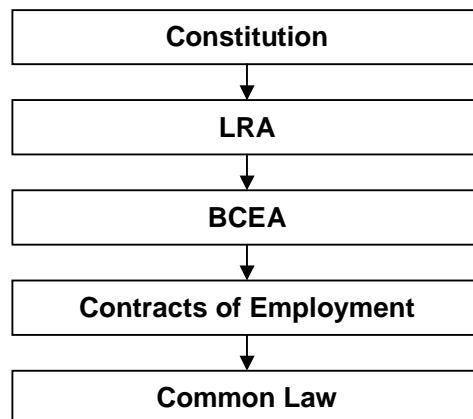 Constitution
LRA
BCEA
Contracts of Employment
Common Law